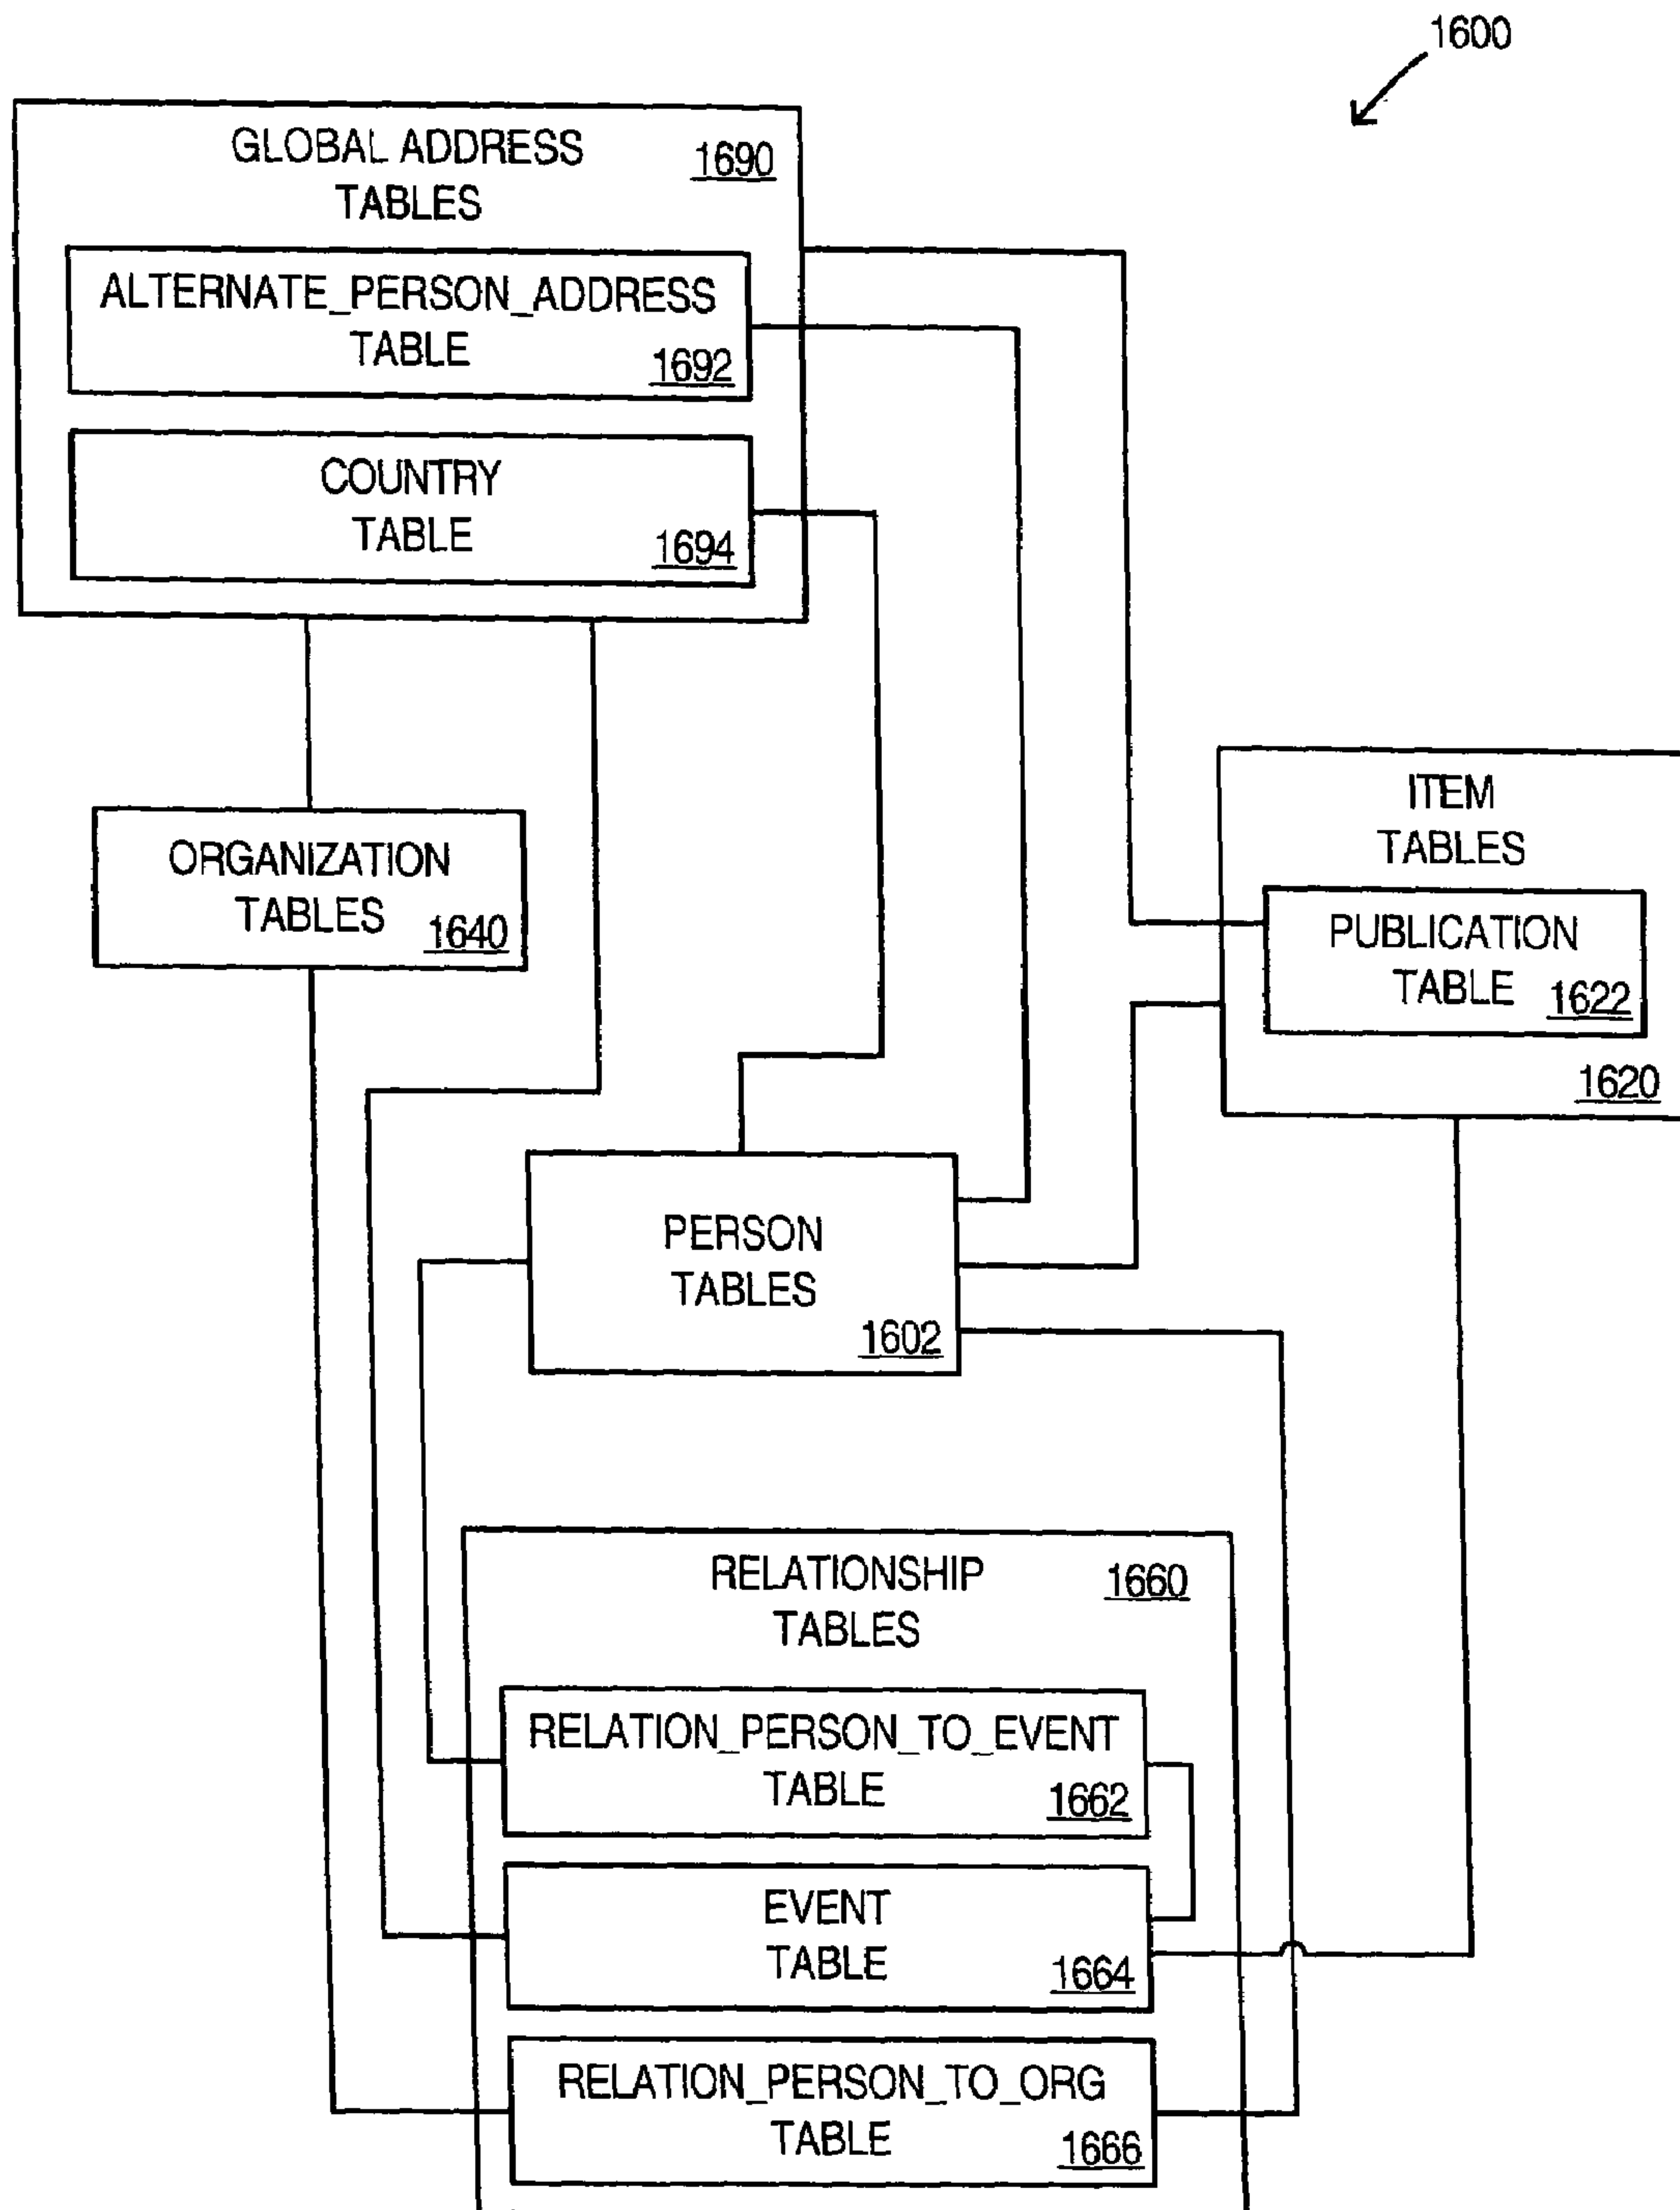 1600
GLOBAL ADDRESS
TABLES
1690
ALTERNATE_PERSON_ADDRESS
TABLE
1692
COUNTRY
TABLE
1694
ORGANIZATION
TABLES
1640
ITEM
TABLES
PUBLICATION
TABLE
1622
1620
PERSON
TABLES
1602
RELATIONSHIP
TABLES
1660
RELATION_PERSON_TO_EVENT
TABLE
1662
EVENT
TABLE
1664
RELATION_PERSON_TO_ORG
TABLE
1666